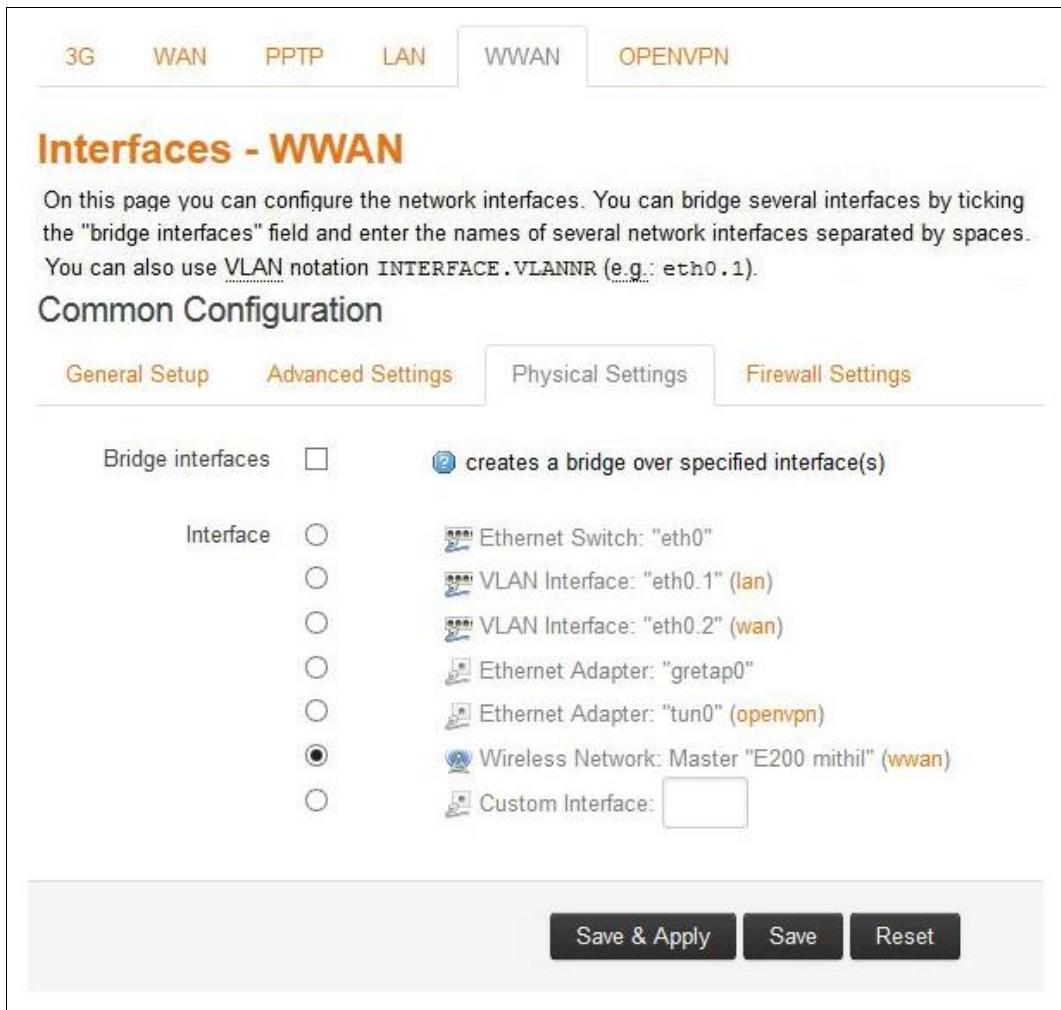 3G WAN PPTP LAN WWAN OPENVPN
Interfaces - WWAN
On this page you can configure the network interfaces. You can bridge several interfaces by ticking
the "bridge interfaces" field and enter the names of several network interfaces separated by spaces.
You can also use VLAN notation INTERFACE.VLANNR (e.g.: eth0.1).
Common Configuration
General Setup Advanced Settings Physical Settings Firewall Settings
Bridge interfaces creates a bridge over specified interface(s)
Interface Ethernet Switch: "eth0"
VLAN Interface: "eth0.1" (lan)
VLAN Interface: "eth0.2" (wan)
Ethernet Adapter: "gretap0"
Ethernet Adapter: "tun0" (openvpn)
Wireless Network: Master "E200 mithil" (wwan)
Custom Interface:
Save & Apply Save Reset